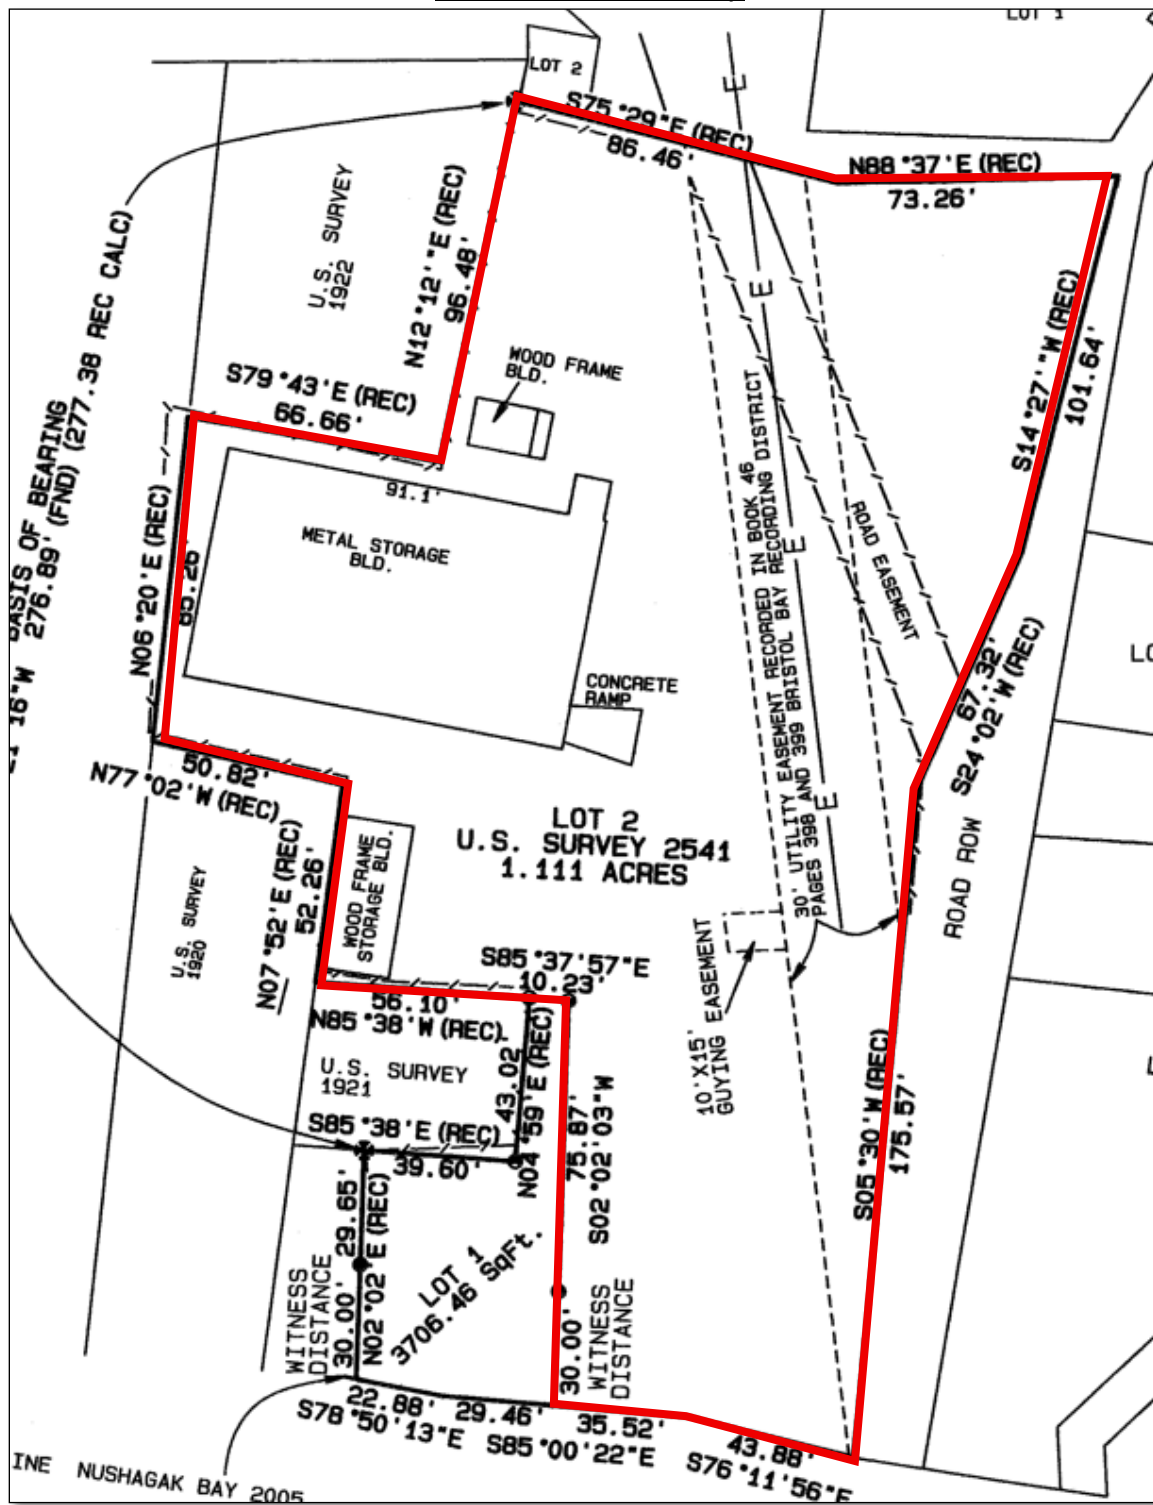 LOT 1
LOT 2
S75°29"E (REC)
86.46'
N88°37'E (REC)
73.26'
U.S. SURVEY
1922
N12°12'"E (REC)
96.48'
276.89' (FND) (277.38 REC CALC)
BASIS OF BEARING
16"W
WOOD FRAME
BLD.
S79°43'E (REC)
66.66'
91.1'
S14°27'"W (REC)
101.64'
METAL STORAGE
BLD.
N06°20'E (REC)
85.26'
ROAD EASEMENT
30' UTILITY EASEMENT RECORDED IN BOOK 46
PAGES 398 AND 399 BRISTOL BAY RECORDING DISTRICT
E
E
E
E
CONCRETE
RAMP
67.32'
S24°02'W (REC)
50.82'
N77°02'W (REC)
LOT 2
U.S. SURVEY 2541
1.111 ACRES
WOOD FRAME
STORAGE BLD.
N07°52'E (REC)
52.26'
U.S. SURVEY
1920
ROAD ROW
10'X15'
GUYING EASEMENT
S85°37'57"E
10.23'
56.10'
N85°38'W (REC)
U.S. SURVEY
1921
43.02'
N04°59'E (REC)
75.87'
S02°02'03"W
S05°30'W (REC)
175.57'
S85°38'E (REC)
39.60'
29.65'
N02°02'E (REC)
30.00'
WITNESS
DISTANCE
LOT 1
3706.46 SqFt.
30.00'
WITNESS
DISTANCE
22.88'
S78°50'13"E
29.46'
S85°00'22"E
35.52'
43.88'
S76°11'56"E
INE NUSHAGAK BAY 2005